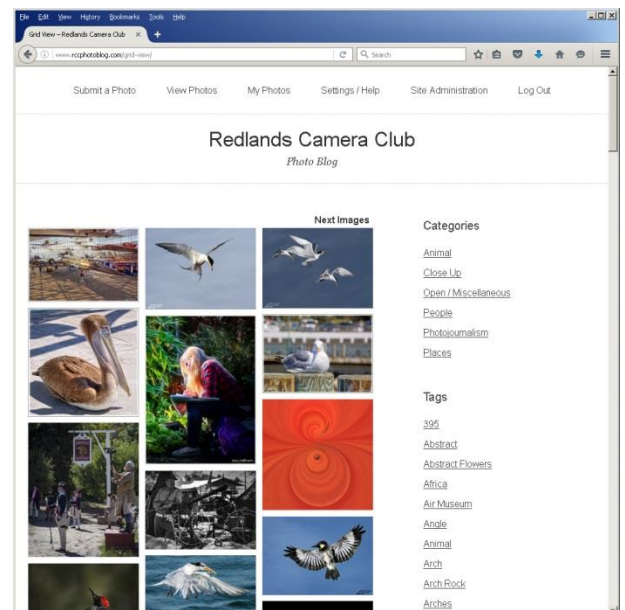 File Edit View History Bookmarks Tools Help
Grid View – Redlands Camera Club
www.rccphotoblog.com/grid-view/
Search
Submit a Photo View Photos My Photos Settings / Help Site Administration Log Out
Redlands Camera Club
Photo Blog
Next Images
Categories
Animal
Close Up
Open / Miscellaneous
People
Photojournalism
Places
Tags
395
Abstract
Abstract Flowers
Africa
Air Museum
Angle
Animal
Arch
Arch Rock
Arches